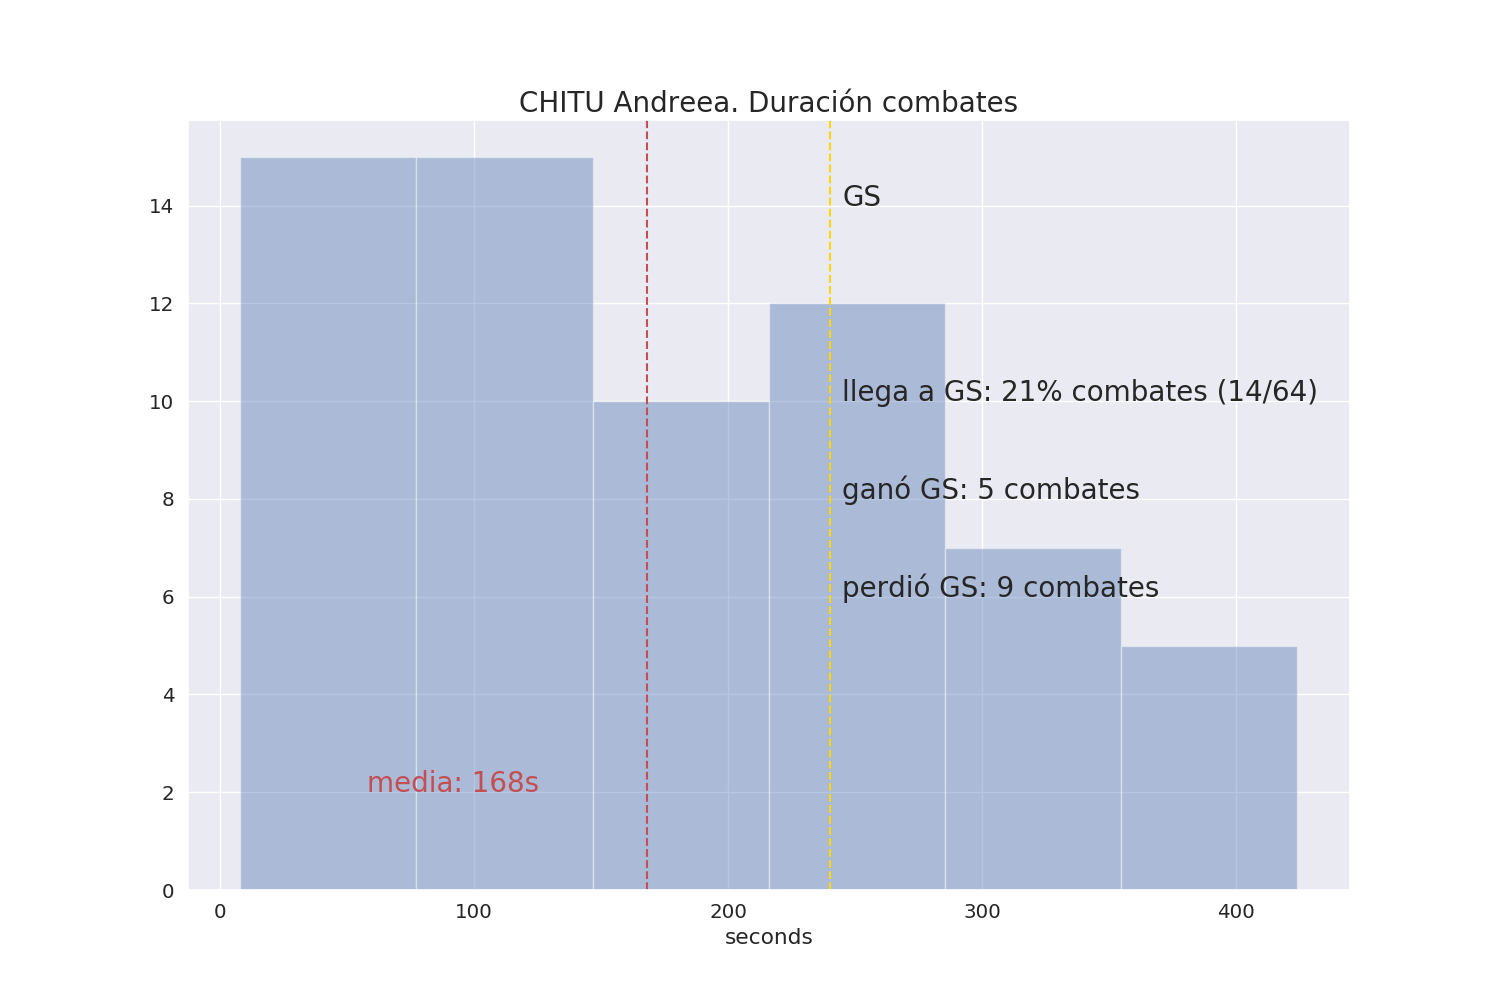 CHITU Andreea. Duración combates
GS
14
12
llega a GS: 21% combates (14/64)
10
ganó GS: 5 combates
8
perdió GS: 9 combates
6
4
media: 168s
2
0
0 100 200 300 400
seconds